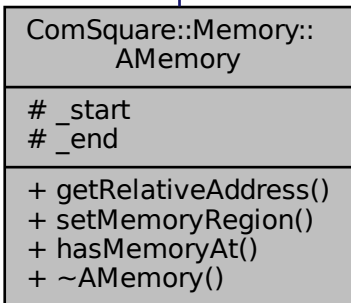 ComSquare::Memory::
AMemory
# _start
# _end
+ getRelativeAddress()
+ setMemoryRegion()
+ hasMemoryAt()
+ ~AMemory()